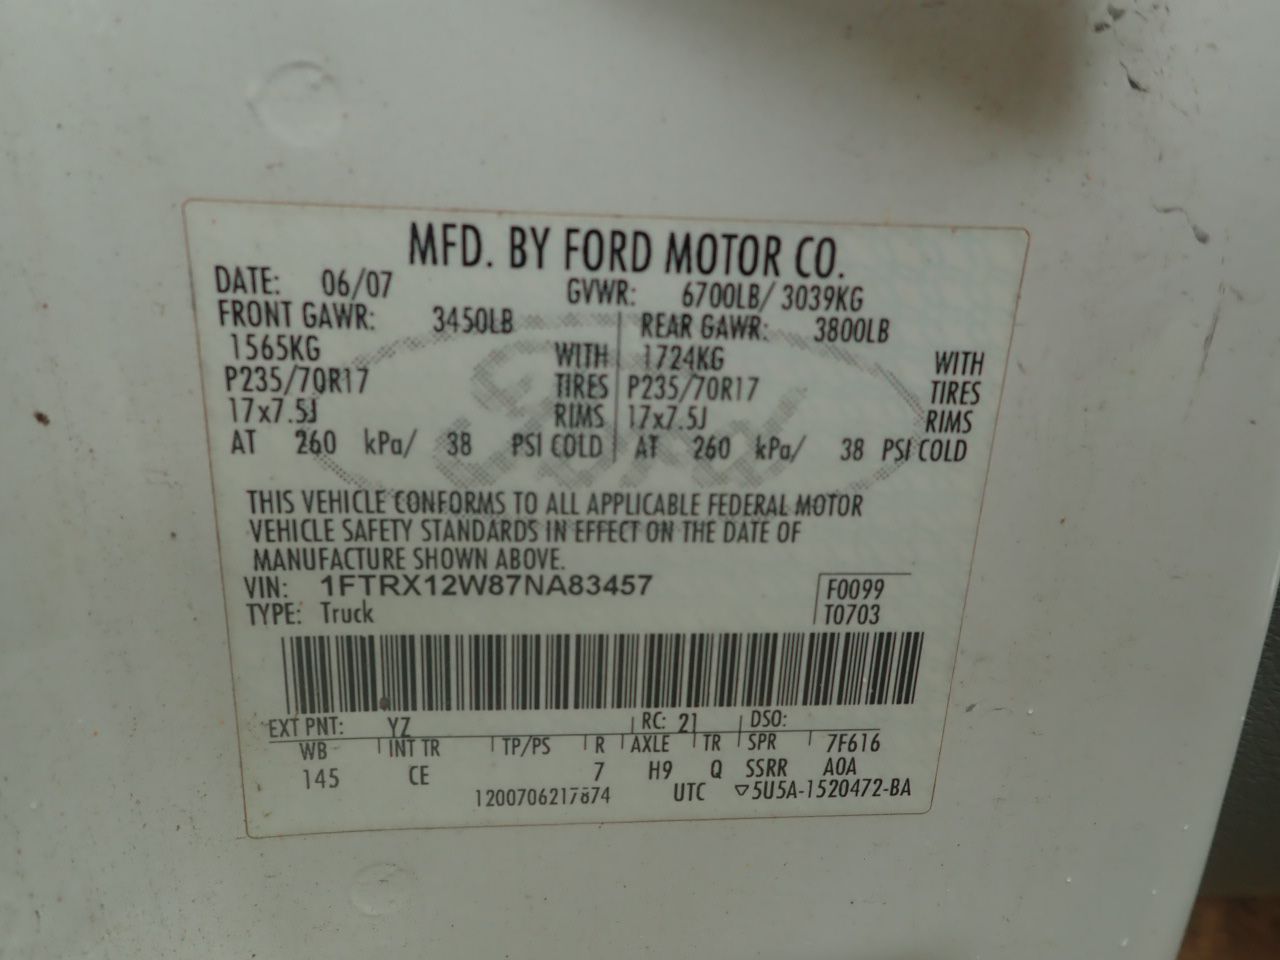 MFD. BY FORD MOTOR CO.
DATE: 06/07 GVWR: 6700LB/ 3039KG
FRONT GAWR: 3450LB REAR GAWR: 3800LB
1565KG WITH 1724KG WITH
P235/70R17 TIRES P235/70R17 TIRES
17x7.5J RIMS 17x7.5J RIMS
AT 260 kPa/ 38 PSI COLD AT 260 kPa/ 38 PSI COLD
Ford
THIS VEHICLE CONFORMS TO ALL APPLICABLE FEDERAL MOTOR
VEHICLE SAFETY STANDARDS IN EFFECT ON THE DATE OF
MANUFACTURE SHOWN ABOVE.
VIN: 1FTRX12W87NA83457 F0099
TYPE: Truck T0703
EXT PNT: YZ RC: 21 DSO:
WB INT TR TP/PS R AXLE TR SPR 7F616
145 CE 7 H9 Q SSRR A0A
1200706217874 UTC ▽5U5A-1520472-BA